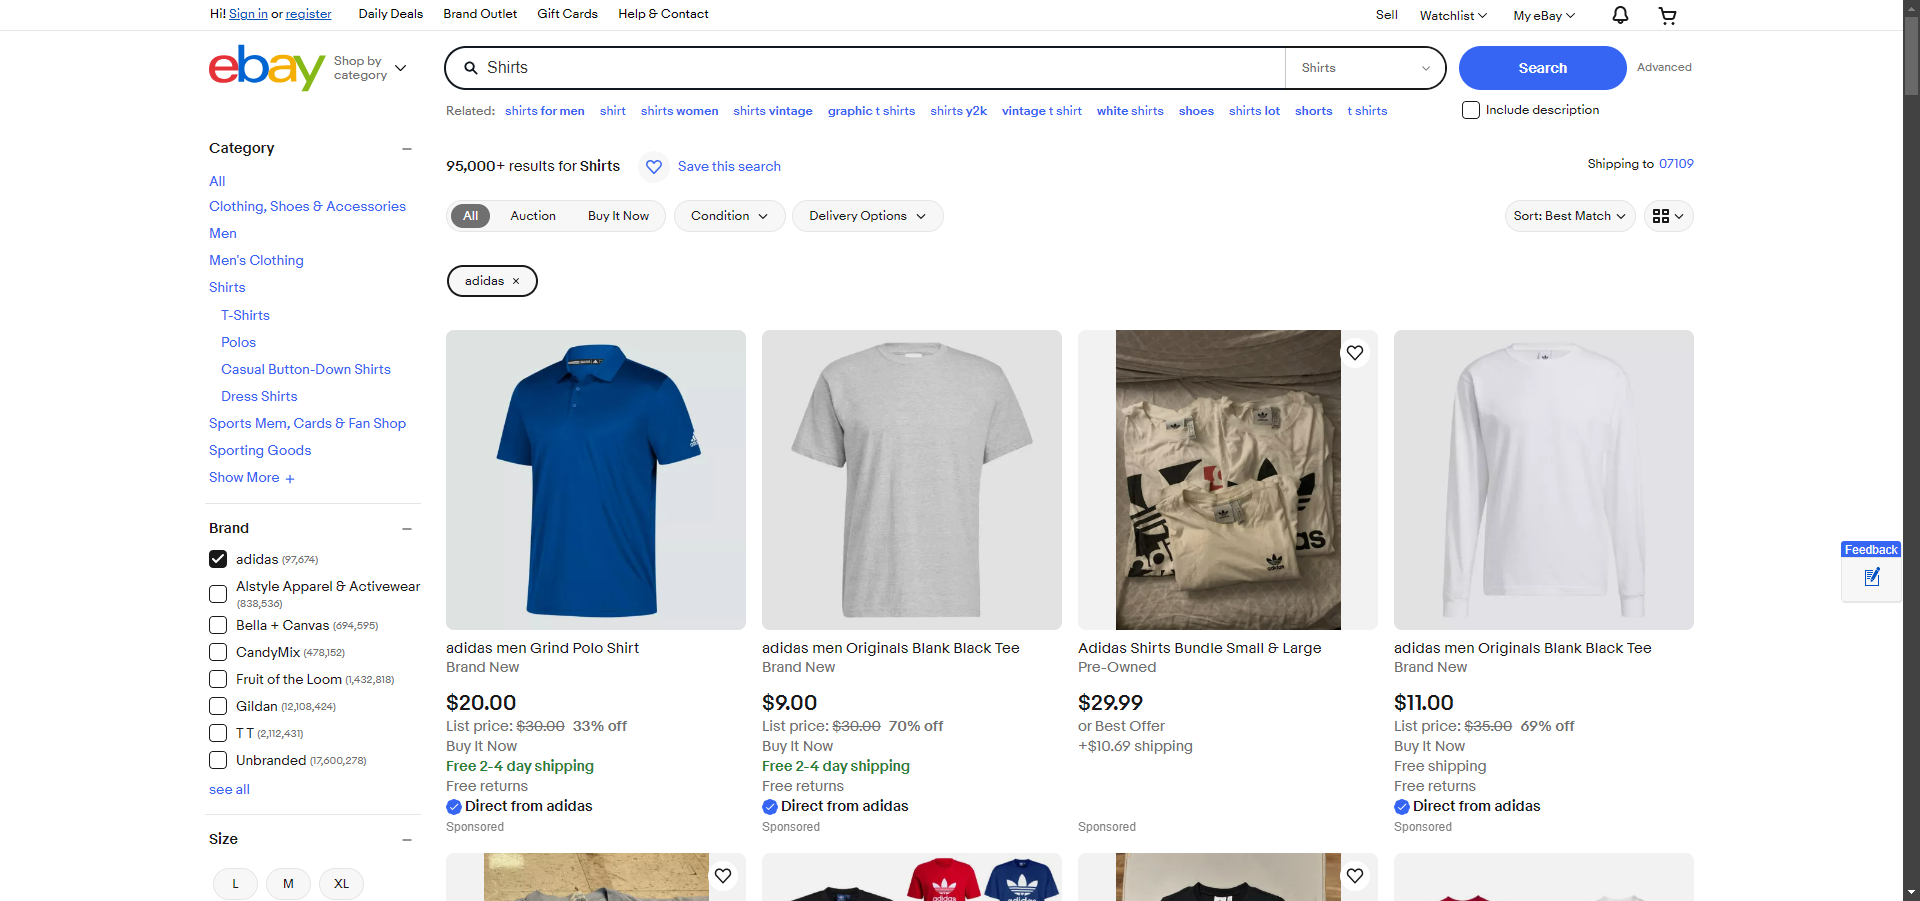 Hi! Sign in or register
Daily Deals
Brand Outlet
Gift Cards
Help & Contact
Sell
Watchlist
My eBay
ebay
Shop by
category
Shirts
Shirts
Search
Advanced
Related: shirts for men shirt shirts women shirts vintage graphic t shirts shirts y2k vintage t shirt white shirts shoes shirts lot shorts t shirts
Include description
Category
All
Clothing, Shoes & Accessories
Men
Men's Clothing
Shirts
T-Shirts
Polos
Casual Button-Down Shirts
Dress Shirts
Sports Mem, Cards & Fan Shop
Sporting Goods
Show More +
Brand
adidas (97,674)
Alstyle Apparel & Activewear
(838,536)
Bella + Canvas (694,595)
CandyMix (478,152)
Fruit of the Loom (1,432,818)
Gildan (12,108,424)
T T (2,112,431)
Unbranded (17,600,278)
see all
Size
L
M
XL
95,000+ results for Shirts
Save this search
Shipping to 07109
All
Auction
Buy It Now
Condition
Delivery Options
Sort: Best Match
adidas ×
adidas men Grind Polo Shirt
Brand New
$20.00
List price: $30.00 33% off
Buy It Now
Free 2-4 day shipping
Free returns
Direct from adidas
Sponsored
adidas men Originals Blank Black Tee
Brand New
$9.00
List price: $30.00 70% off
Buy It Now
Free 2-4 day shipping
Free returns
Direct from adidas
Sponsored
as
adidas
Adidas Shirts Bundle Small & Large
Pre-Owned
$29.99
or Best Offer
+$10.69 shipping
Sponsored
adidas men Originals Blank Black Tee
Brand New
$11.00
List price: $35.00 69% off
Buy It Now
Free shipping
Free returns
Direct from adidas
Sponsored
adidas
adidas
Feedback